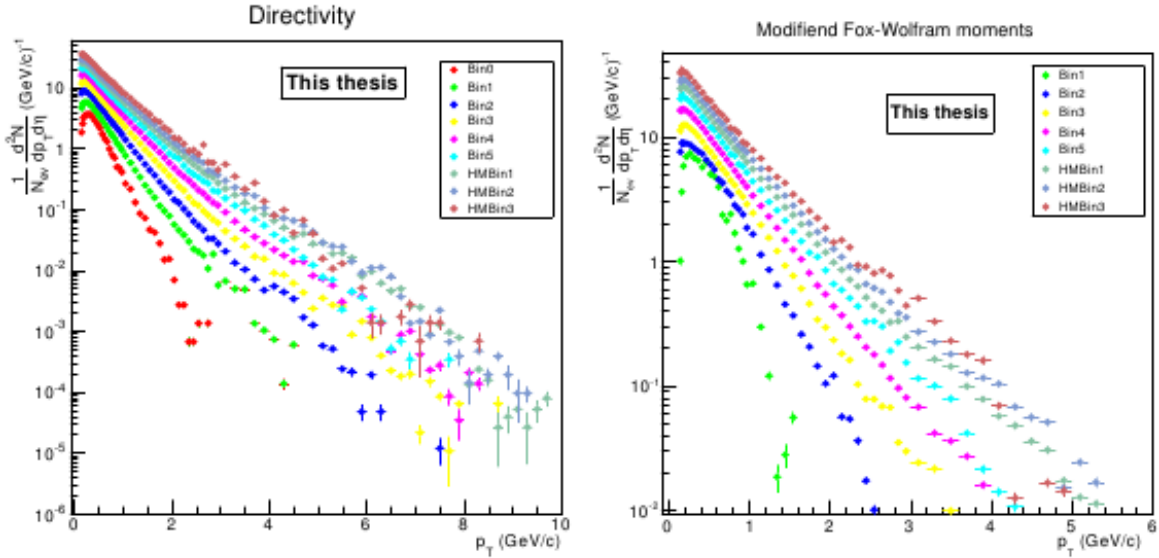 Directivity
This thesis
Bin0
Bin1
Bin2
Bin3
Bin4
Bin5
HMBin1
HMBin2
HMBin3
1/N_ev d²N/dp_T dη (GeV/c)⁻¹
10
1
10⁻¹
10⁻²
10⁻³
10⁻⁴
10⁻⁵
10⁻⁶
0 2 4 6 8 10
p_T (GeV/c)
Modifiend Fox-Wolfram moments
This thesis
Bin1
Bin2
Bin3
Bin4
Bin5
HMBin1
HMBin2
HMBin3
1/N_ev d²N/dp_T dη (GeV/c)⁻¹
10
1
10⁻¹
10⁻²
0 1 2 3 4 5 6
p_T (GeV/c)